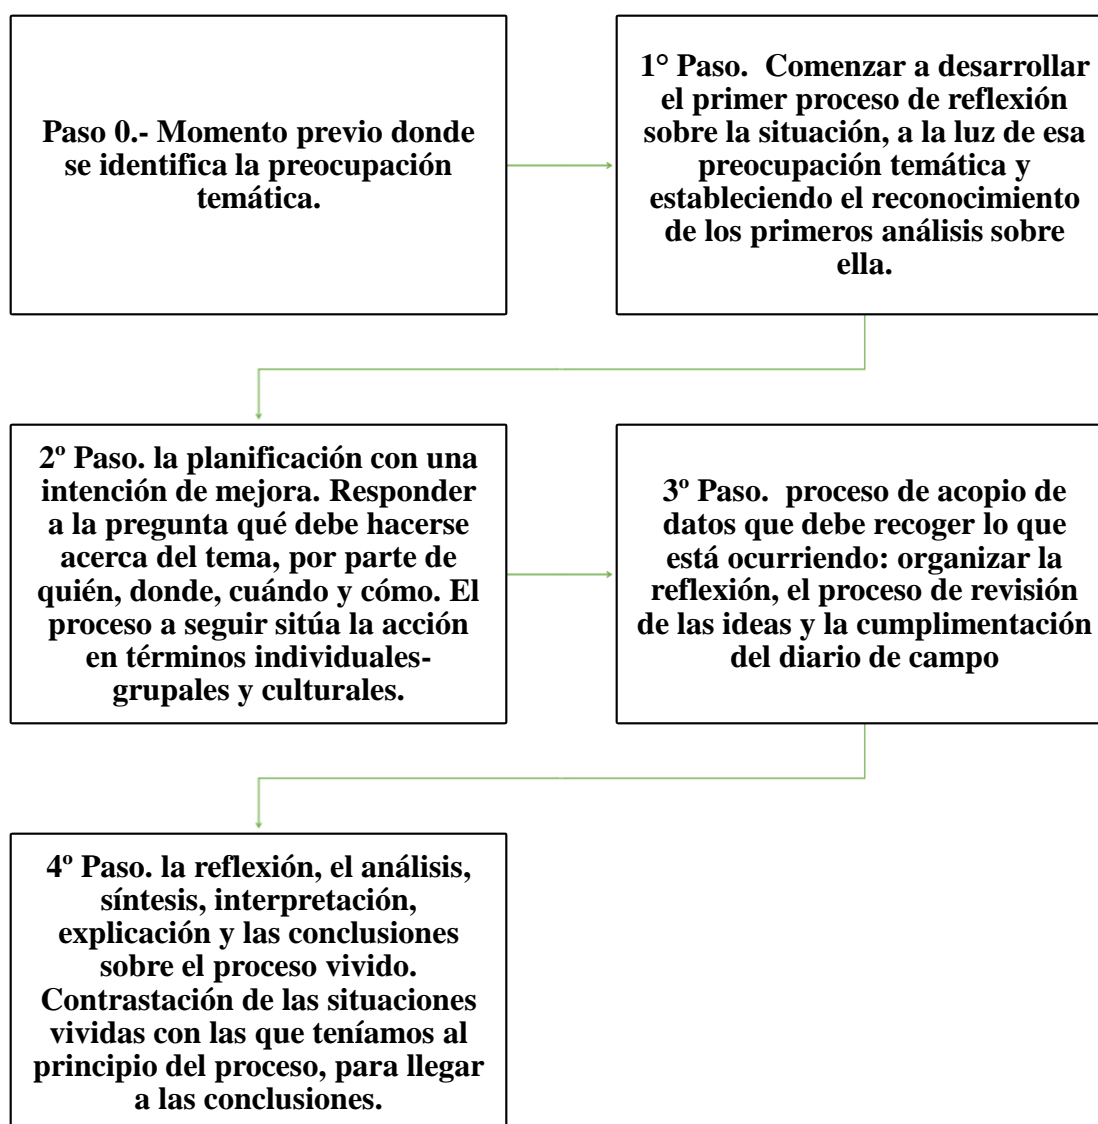 Paso 0.- Momento previo donde
se identifica la preocupación
temática.
1° Paso.  Comenzar a desarrollar
el primer proceso de reflexión
sobre la situación, a la luz de esa
preocupación temática y
estableciendo el reconocimiento
de los primeros análisis sobre
ella.
2º Paso. la planificación con una
intención de mejora. Responder
a la pregunta qué debe hacerse
acerca del tema, por parte de
quién, donde, cuándo y cómo. El
proceso a seguir sitúa la acción
en términos individuales-
grupales y culturales.
3º Paso.  proceso de acopio de
datos que debe recoger lo que
está ocurriendo: organizar la
reflexión, el proceso de revisión
de las ideas y la cumplimentación
del diario de campo
4º Paso. la reflexión, el análisis,
síntesis, interpretación,
explicación y las conclusiones
sobre el proceso vivido.
Contrastación de las situaciones
vividas con las que teníamos al
principio del proceso, para llegar
a las conclusiones.